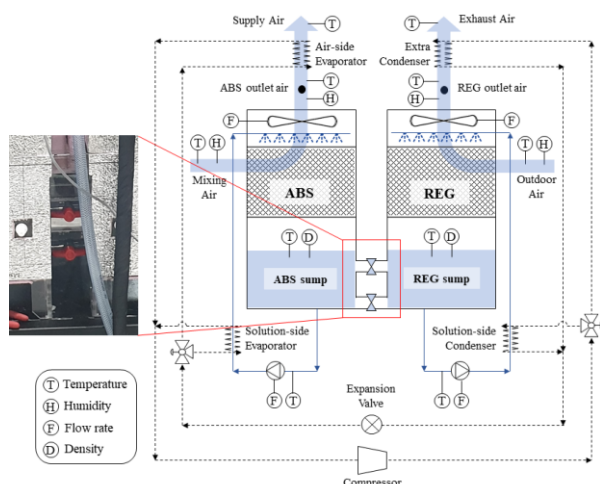 Supply Air
T
T
Exhaust Air
Air-side
Evaporator
Extra
Condenser
ABS outlet air
T
H
T
H
REG outlet air
F
F
T
H
T
H
Mixing
Air
ABS
REG
Outdoor
Air
T
D
T
D
ABS sump
REG sump
Solution-side
Evaporator
Solution-side
Condenser
F
T
T
F
Expansion
Valve
T Temperature
H Humidity
F Flow rate
D Density
Compressor